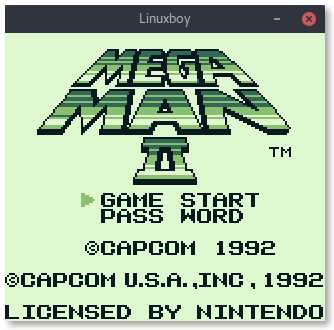 Linuxboy
MEGA
MAN
II
TM
GAME START
PASS WORD
©CAPCOM 1992
©CAPCOM U.S.A.,INC,1992
LICENSED BY NINTENDO